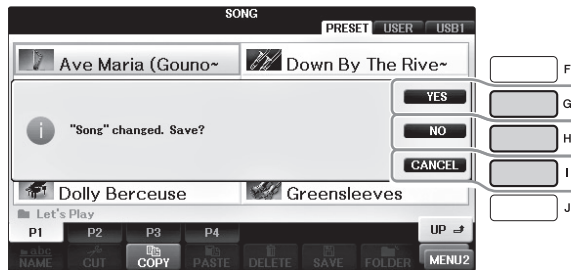 SONG
PRESET USER USB1
Ave Maria (Gouno~ Down By The Rive~
YES
"Song" changed. Save?
NO
CANCEL
Dolly Berceuse Greensleeves
Let's Play
P1 P2 P3 P4 UP
abc
NAME CUT COPY PASTE DELETE SAVE FOLDER MENU2
F
G
H
I
J